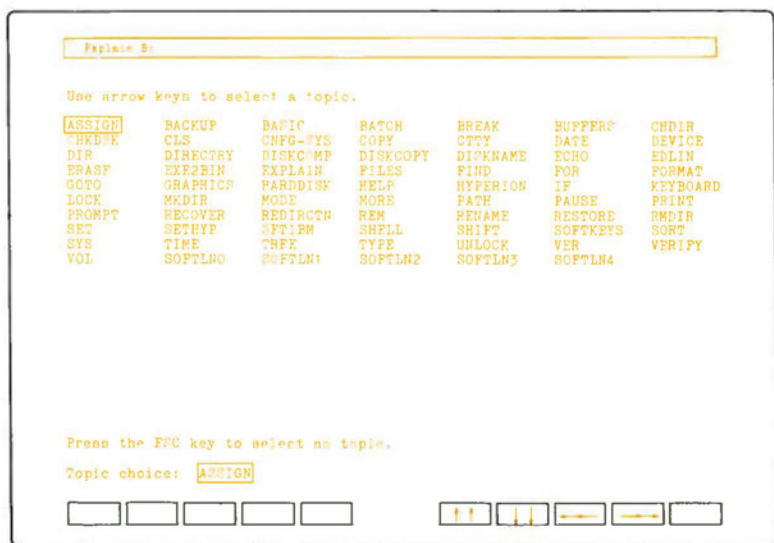 Explain B:
Use arrow keys to select a topic.
ASSIGN BACKUP BASIC BATCH BREAK BUFFERS CHDIR
CHKDSK CLS CNFG-SYS COPY CTTY DATE DEVICE
DIR DIRECTRY DISKCOMP DISKCOPY DISKNAME ECHO EDLIN
ERASE EXE2BIN EXPLAIN FILES FIND FOR FORMAT
GOTO GRAPHICS HARDDISK HELP HYPERION IF KEYBOARD
LOCK MKDIR MODE MORE PATH PAUSE PRINT
PROMPT RECOVER REDIRCTN REM RENAME RESTORE RMDIR
SET SETHYP SFTIBM SHELL SHIFT SOFTKEYS SORT
SYS TIME TREE TYPE UNLOCK VER VERIFY
VOL SOFTLN0 SOFTLN1 SOFTLN2 SOFTLN3 SOFTLN4
Press the ESC key to select no topic.
Topic choice: ASSIGN